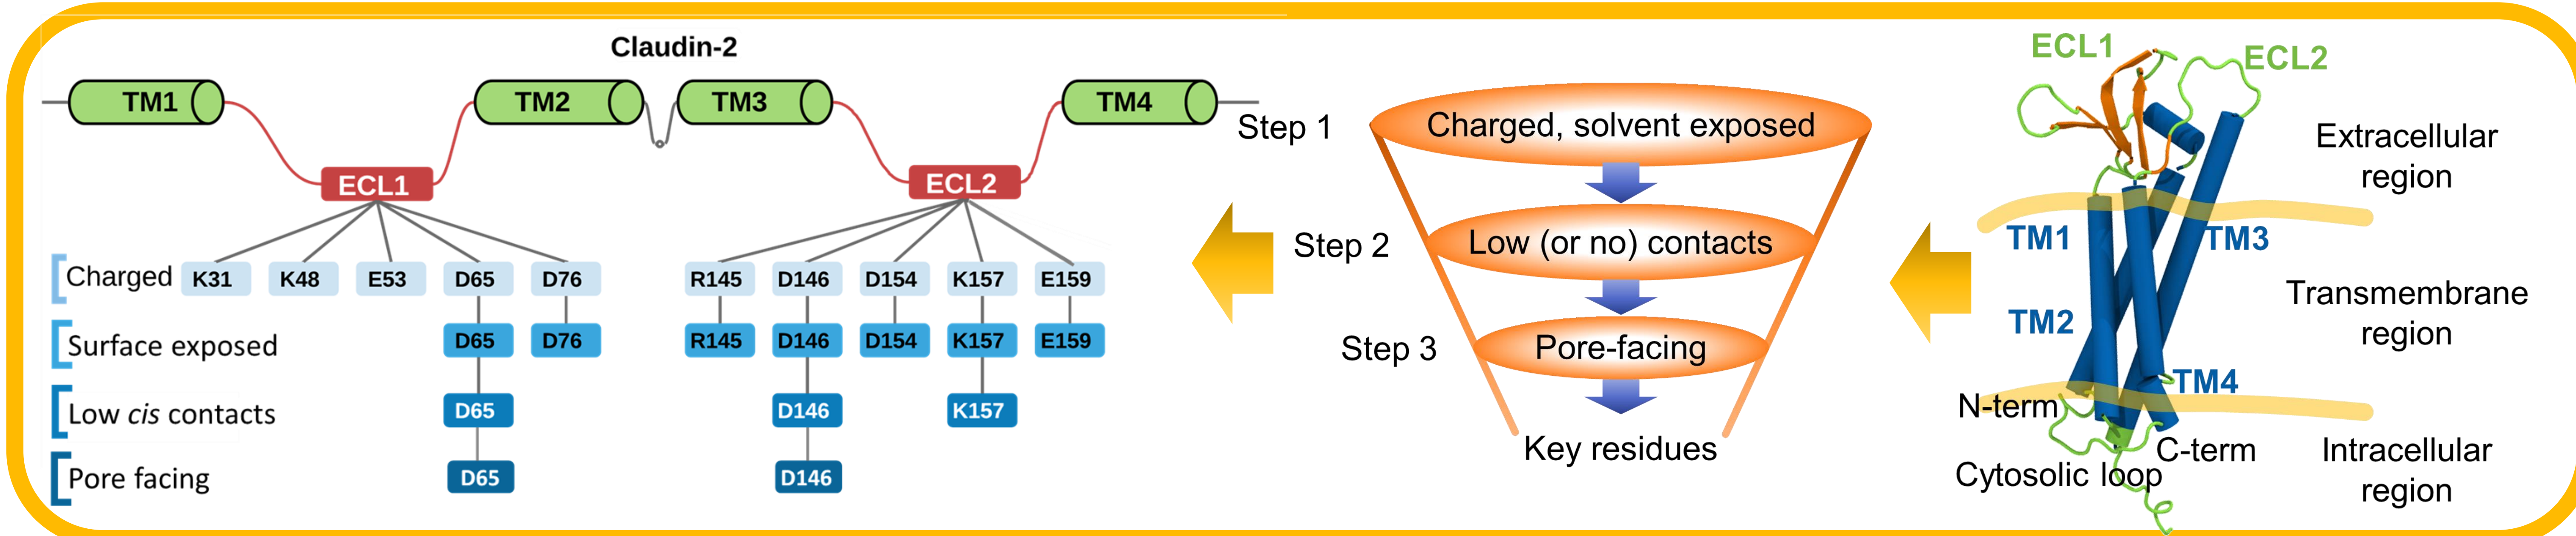 Claudin-2
TM1
TM2
TM3
TM4
ECL1
ECL2
Charged
K31
K48
E53
D65
D76
R145
D146
D154
K157
E159
Surface exposed
D65
D76
R145
D146
D154
K157
E159
Low cis contacts
D65
D146
K157
Pore facing
D65
D146
Step 1
Charged, solvent exposed
Step 2
Low (or no) contacts
Step 3
Pore-facing
Key residues
ECL1
ECL2
Extracellular
region
TM1
TM3
Transmembrane
region
TM2
TM4
N-term
C-term
Cytosolic loop
Intracellular
region